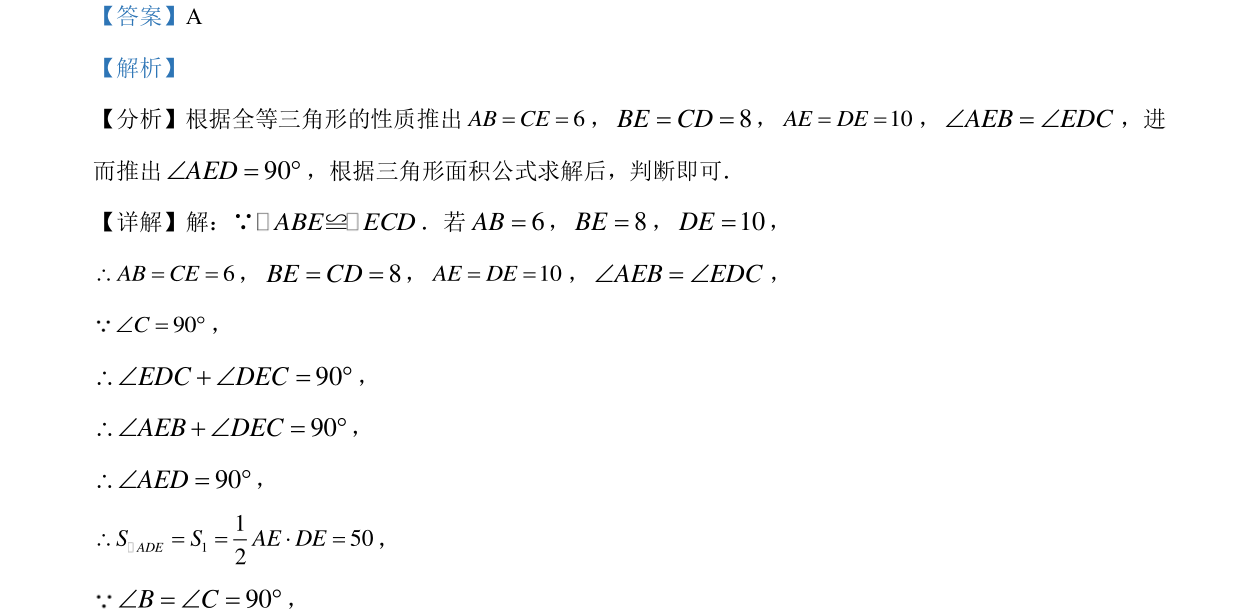 【答案】A
【解析】
【分析】根据全等三角形的性质推出 AB = CE = 6，BE = CD = 8，AE = DE = 10，∠AEB = ∠EDC，进
而推出 ∠AED = 90°，根据三角形面积公式求解后，判断即可．
【详解】解：∵□ABE≌□ECD．若 AB = 6，BE = 8，DE = 10，
∴AB = CE = 6，BE = CD = 8，AE = DE = 10，∠AEB = ∠EDC，
∵∠C = 90°，
∴∠EDC + ∠DEC = 90°，
∴∠AEB + ∠DEC = 90°，
∴∠AED = 90°，
∴S□ADE = S₁ = 1/2 AE · DE = 50，
∵∠B = ∠C = 90°，